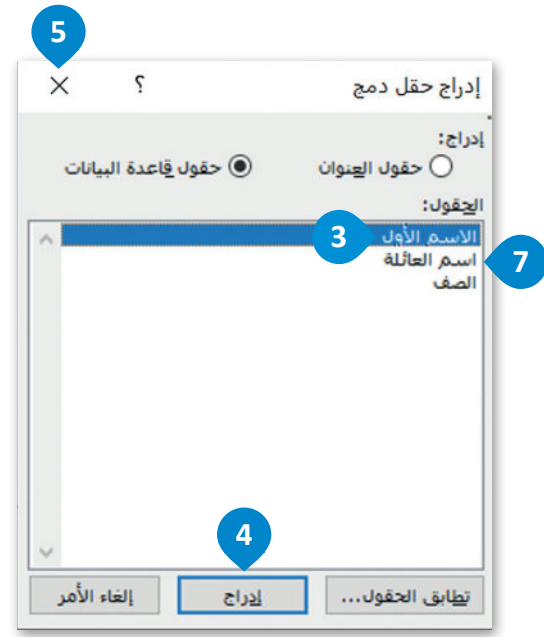 5
إدراج حقل دمج ؟
إدراج:
حقول العنوان حقول قاعدة البيانات
الحقول:
الاسم الأول 3
اسم العائلة 7
الصف
4
تطابق الحقول... إدراج إلغاء الأمر